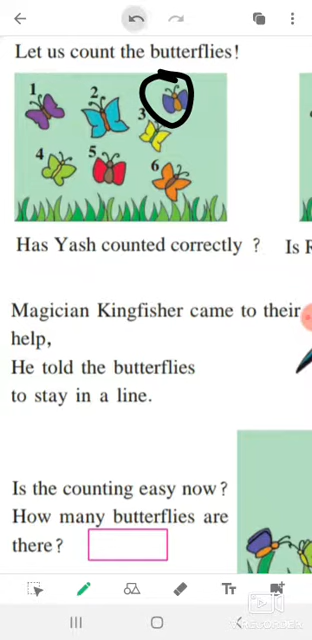 Let us count the butterflies!
1
2
3
4
5
6
Has Yash counted correctly ?
Is
Magician Kingfisher came to their
help,
He told the butterflies
to stay in a line.
Is the counting easy now?
How many butterflies are
there?
Tт